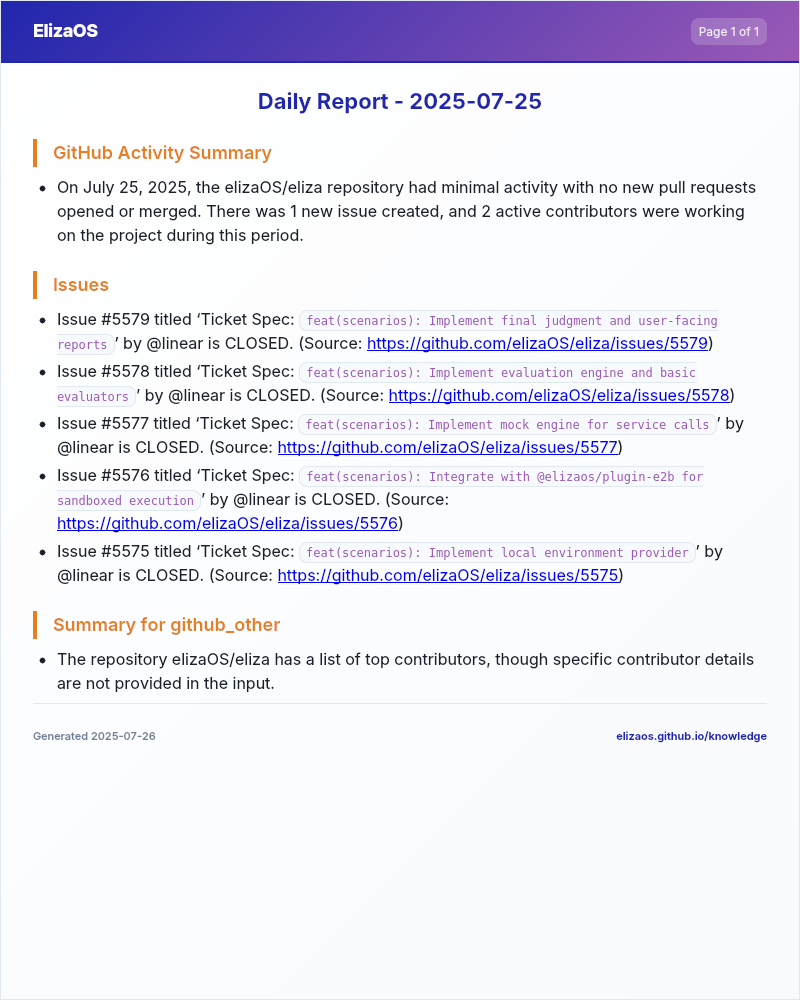 ElizaOS
Page 1 of 1
Daily Report - 2025-07-25
GitHub Activity Summary
• On July 25, 2025, the elizaOS/eliza repository had minimal activity with no new pull requests
opened or merged. There was 1 new issue created, and 2 active contributors were working
on the project during this period.
Issues
• Issue #5579 titled ‘Ticket Spec: feat(scenarios): Implement final judgment and user-facing
reports’ by @linear is CLOSED. (Source: https://github.com/elizaOS/eliza/issues/5579)
• Issue #5578 titled ‘Ticket Spec: feat(scenarios): Implement evaluation engine and basic
evaluators’ by @linear is CLOSED. (Source: https://github.com/elizaOS/eliza/issues/5578)
• Issue #5577 titled ‘Ticket Spec: feat(scenarios): Implement mock engine for service calls’ by
@linear is CLOSED. (Source: https://github.com/elizaOS/eliza/issues/5577)
• Issue #5576 titled ‘Ticket Spec: feat(scenarios): Integrate with @elizaos/plugin-e2b for
sandboxed execution’ by @linear is CLOSED. (Source:
https://github.com/elizaOS/eliza/issues/5576)
• Issue #5575 titled ‘Ticket Spec: feat(scenarios): Implement local environment provider’ by
@linear is CLOSED. (Source: https://github.com/elizaOS/eliza/issues/5575)
Summary for github_other
• The repository elizaOS/eliza has a list of top contributors, though specific contributor details
are not provided in the input.
Generated 2025-07-26
elizaos.github.io/knowledge